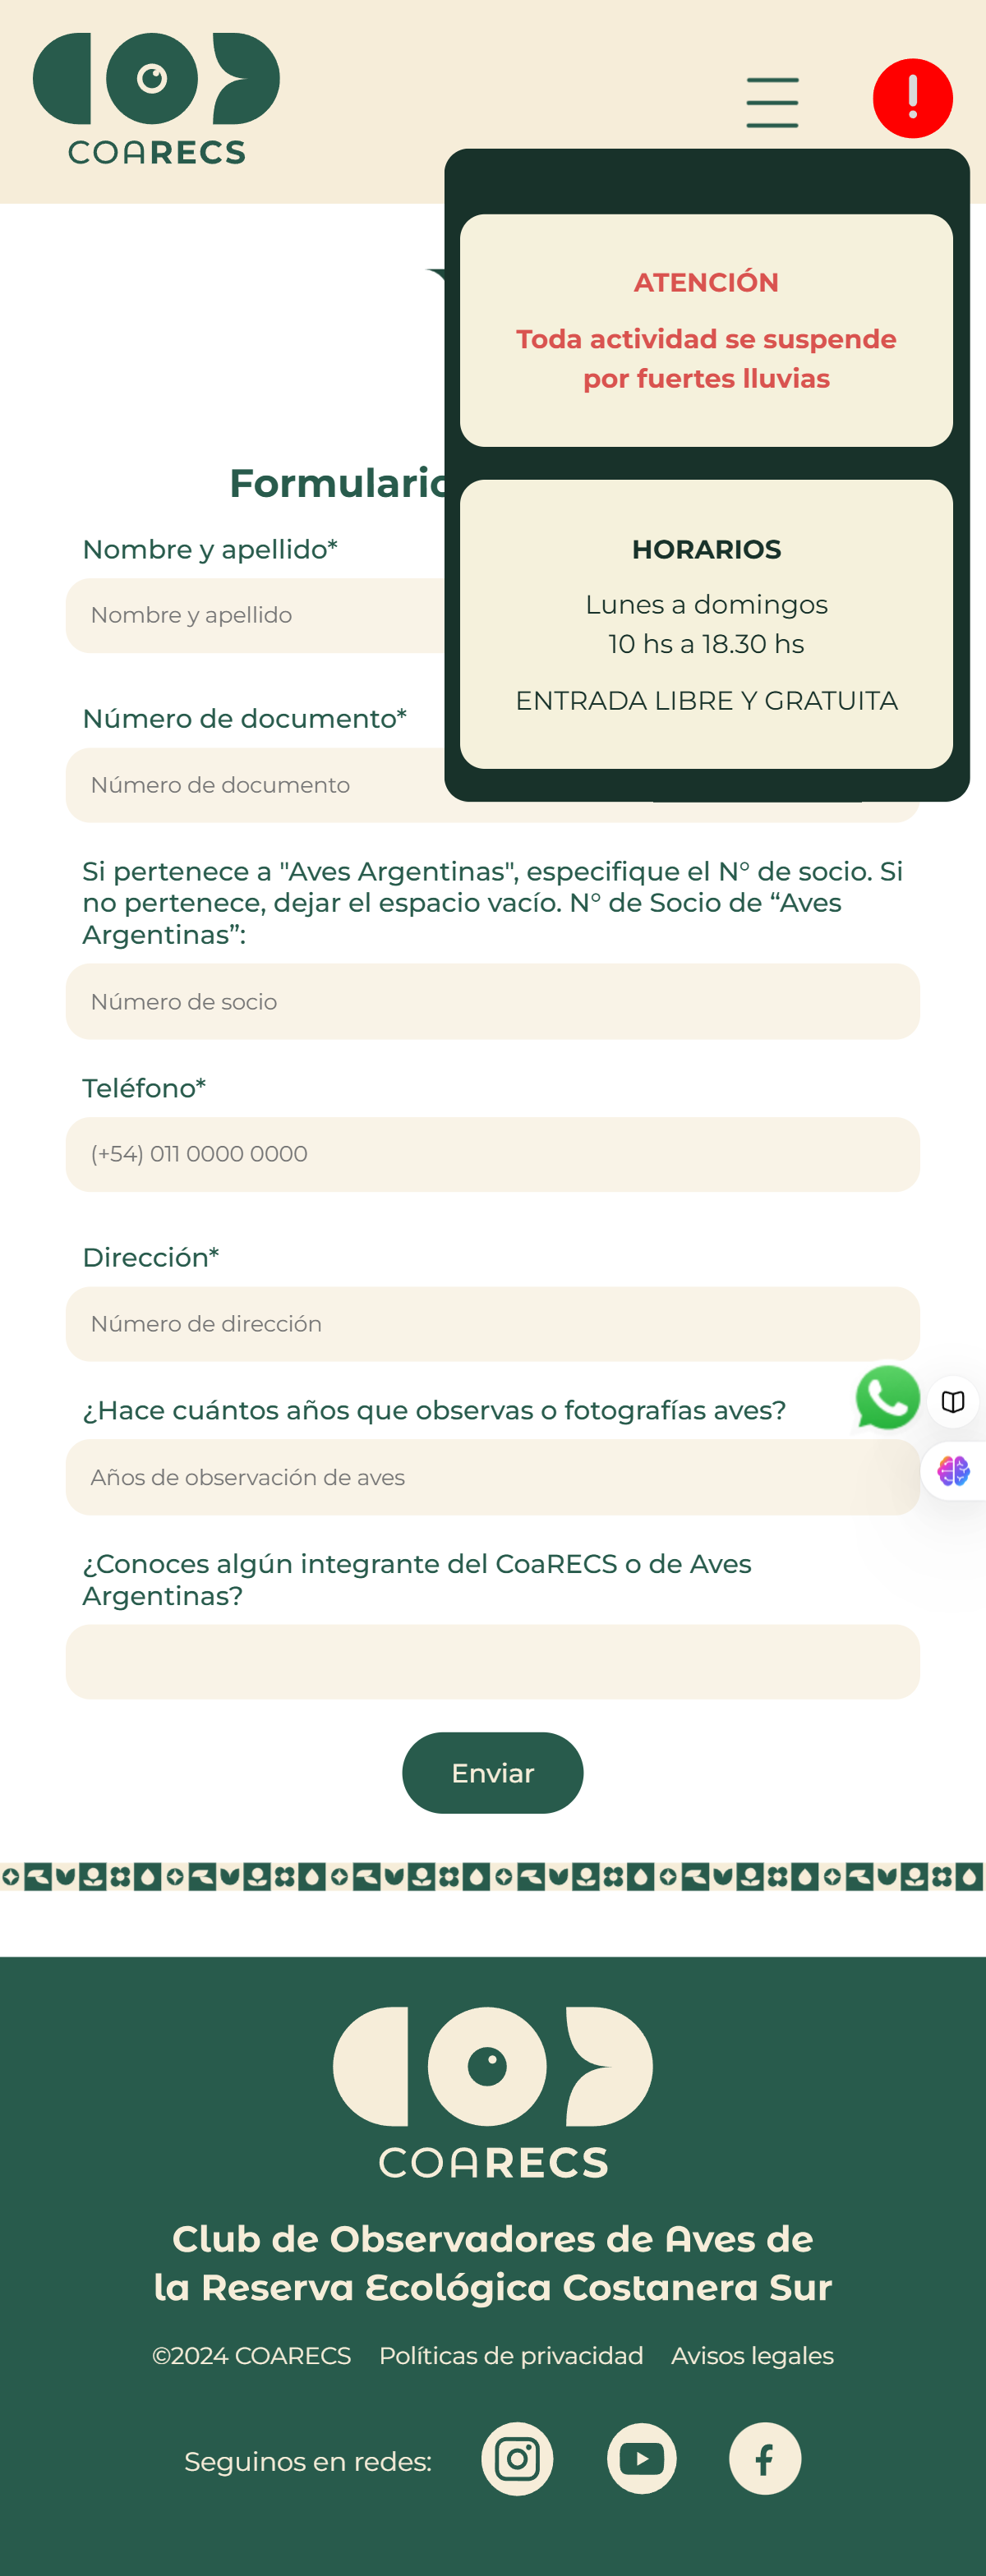 COARECS
ATENCIÓN
Toda actividad se suspende
por fuertes lluvias
HORARIOS
Lunes a domingos
10 hs a 18.30 hs
ENTRADA LIBRE Y GRATUITA
Formulario
Nombre y apellido*
Nombre y apellido
Número de documento*
Número de documento
Si pertenece a "Aves Argentinas", especifique el N° de socio. Si
no pertenece, dejar el espacio vacío. N° de Socio de “Aves
Argentinas”:
Número de socio
Teléfono*
(+54) 011 0000 0000
Dirección*
Número de dirección
¿Hace cuántos años que observas o fotografías aves?
Años de observación de aves
¿Conoces algún integrante del CoaRECS o de Aves
Argentinas?
Enviar
COARECS
Club de Observadores de Aves de
la Reserva Ecológica Costanera Sur
©2024 COARECS Políticas de privacidad Avisos legales
Seguinos en redes: